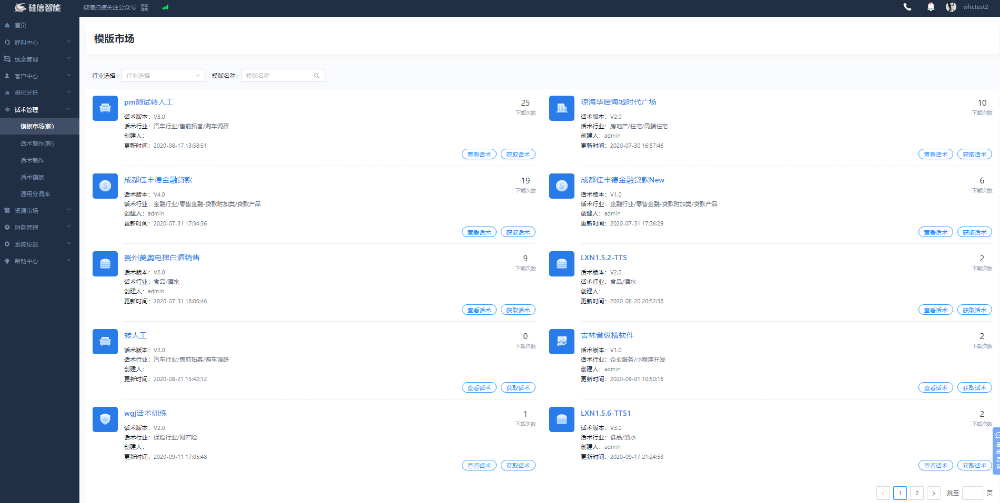 硅信智能
微信扫描关注公众号
whctest2
首页
呼叫中心
线索管理
客户中心
量化分析
话术管理
模板市场(新)
话术制作(新)
话术制作
话术模板
通用分词库
资源市场
财务管理
系统设置
帮助中心
模版市场
行业选择: 行业选择 模版名称: 模版名称
pm测试转人工
25
下载次数
话术版本: V8.0
话术行业: 汽车行业/售前拓客/购车调研
创建人:
更新时间: 2020-08-17 13:58:51
查看话术 获取话术
琼海华居海城时代广场
10
下载次数
话术版本: V2.0
话术行业: 房地产/住宅/高端住宅
创建人: admin
更新时间: 2020-07-30 16:57:46
查看话术 获取话术
成都佳丰德金融贷款
19
下载次数
话术版本: V4.0
话术行业: 金融行业/零售金融-贷款附加类/贷款产品
创建人: admin
更新时间: 2020-07-31 17:34:56
查看话术 获取话术
成都佳丰德金融贷款New
6
下载次数
话术版本: V1.0
话术行业: 金融行业/零售金融-贷款附加类/贷款产品
创建人: admin
更新时间: 2020-07-31 17:36:29
查看话术 获取话术
贵州菱奥电梯白酒销售
9
下载次数
话术版本: V2.0
话术行业: 食品/酒水
创建人: admin
更新时间: 2020-07-31 18:06:46
查看话术 获取话术
LXN1.5.2-TTS
2
下载次数
话术版本: V2.0
话术行业: 食品/酒水
创建人:
更新时间: 2020-08-20 20:52:38
查看话术 获取话术
转人工
0
下载次数
话术版本: V2.0
话术行业: 汽车行业/售前拓客/购车调研
创建人:
更新时间: 2020-08-21 15:42:12
查看话术 获取话术
吉林省纵横软件
2
下载次数
话术版本: V1.0
话术行业: 企业服务/小程序开发
创建人: admin
更新时间: 2020-09-01 10:50:16
查看话术 获取话术
保
wgj话术训练
1
下载次数
话术版本: V2.0
话术行业: 保险行业/财产险
创建人:
更新时间: 2020-09-11 17:05:48
查看话术 获取话术
LXN1.5.6-TTS1
2
下载次数
话术版本: V3.0
话术行业: 食品/酒水
创建人: admin
更新时间: 2020-09-17 21:24:53
查看话术 获取话术
在线咨询
< 1 2 > 跳至 页